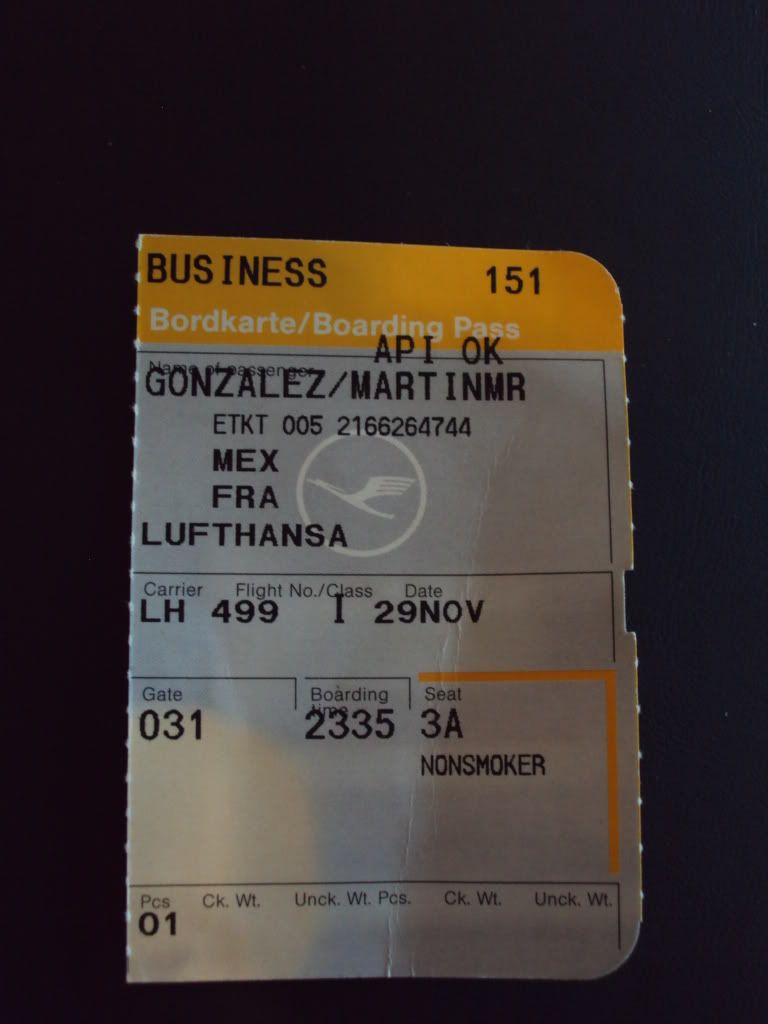 BUSINESS 151
Bordkarte/Boarding Pass
API OK
Name of passenger
GONZALEZ/MARTINMR
ETKT 005 2166264744
MEX
FRA
LUFTHANSA
Carrier Flight No./Class Date
LH 499 I 29NOV
Gate Boarding time Seat
031 2335 3A
NONSMOKER
Pcs Ck. Wt. Unck. Wt. Pcs. Ck. Wt. Unck. Wt.
01